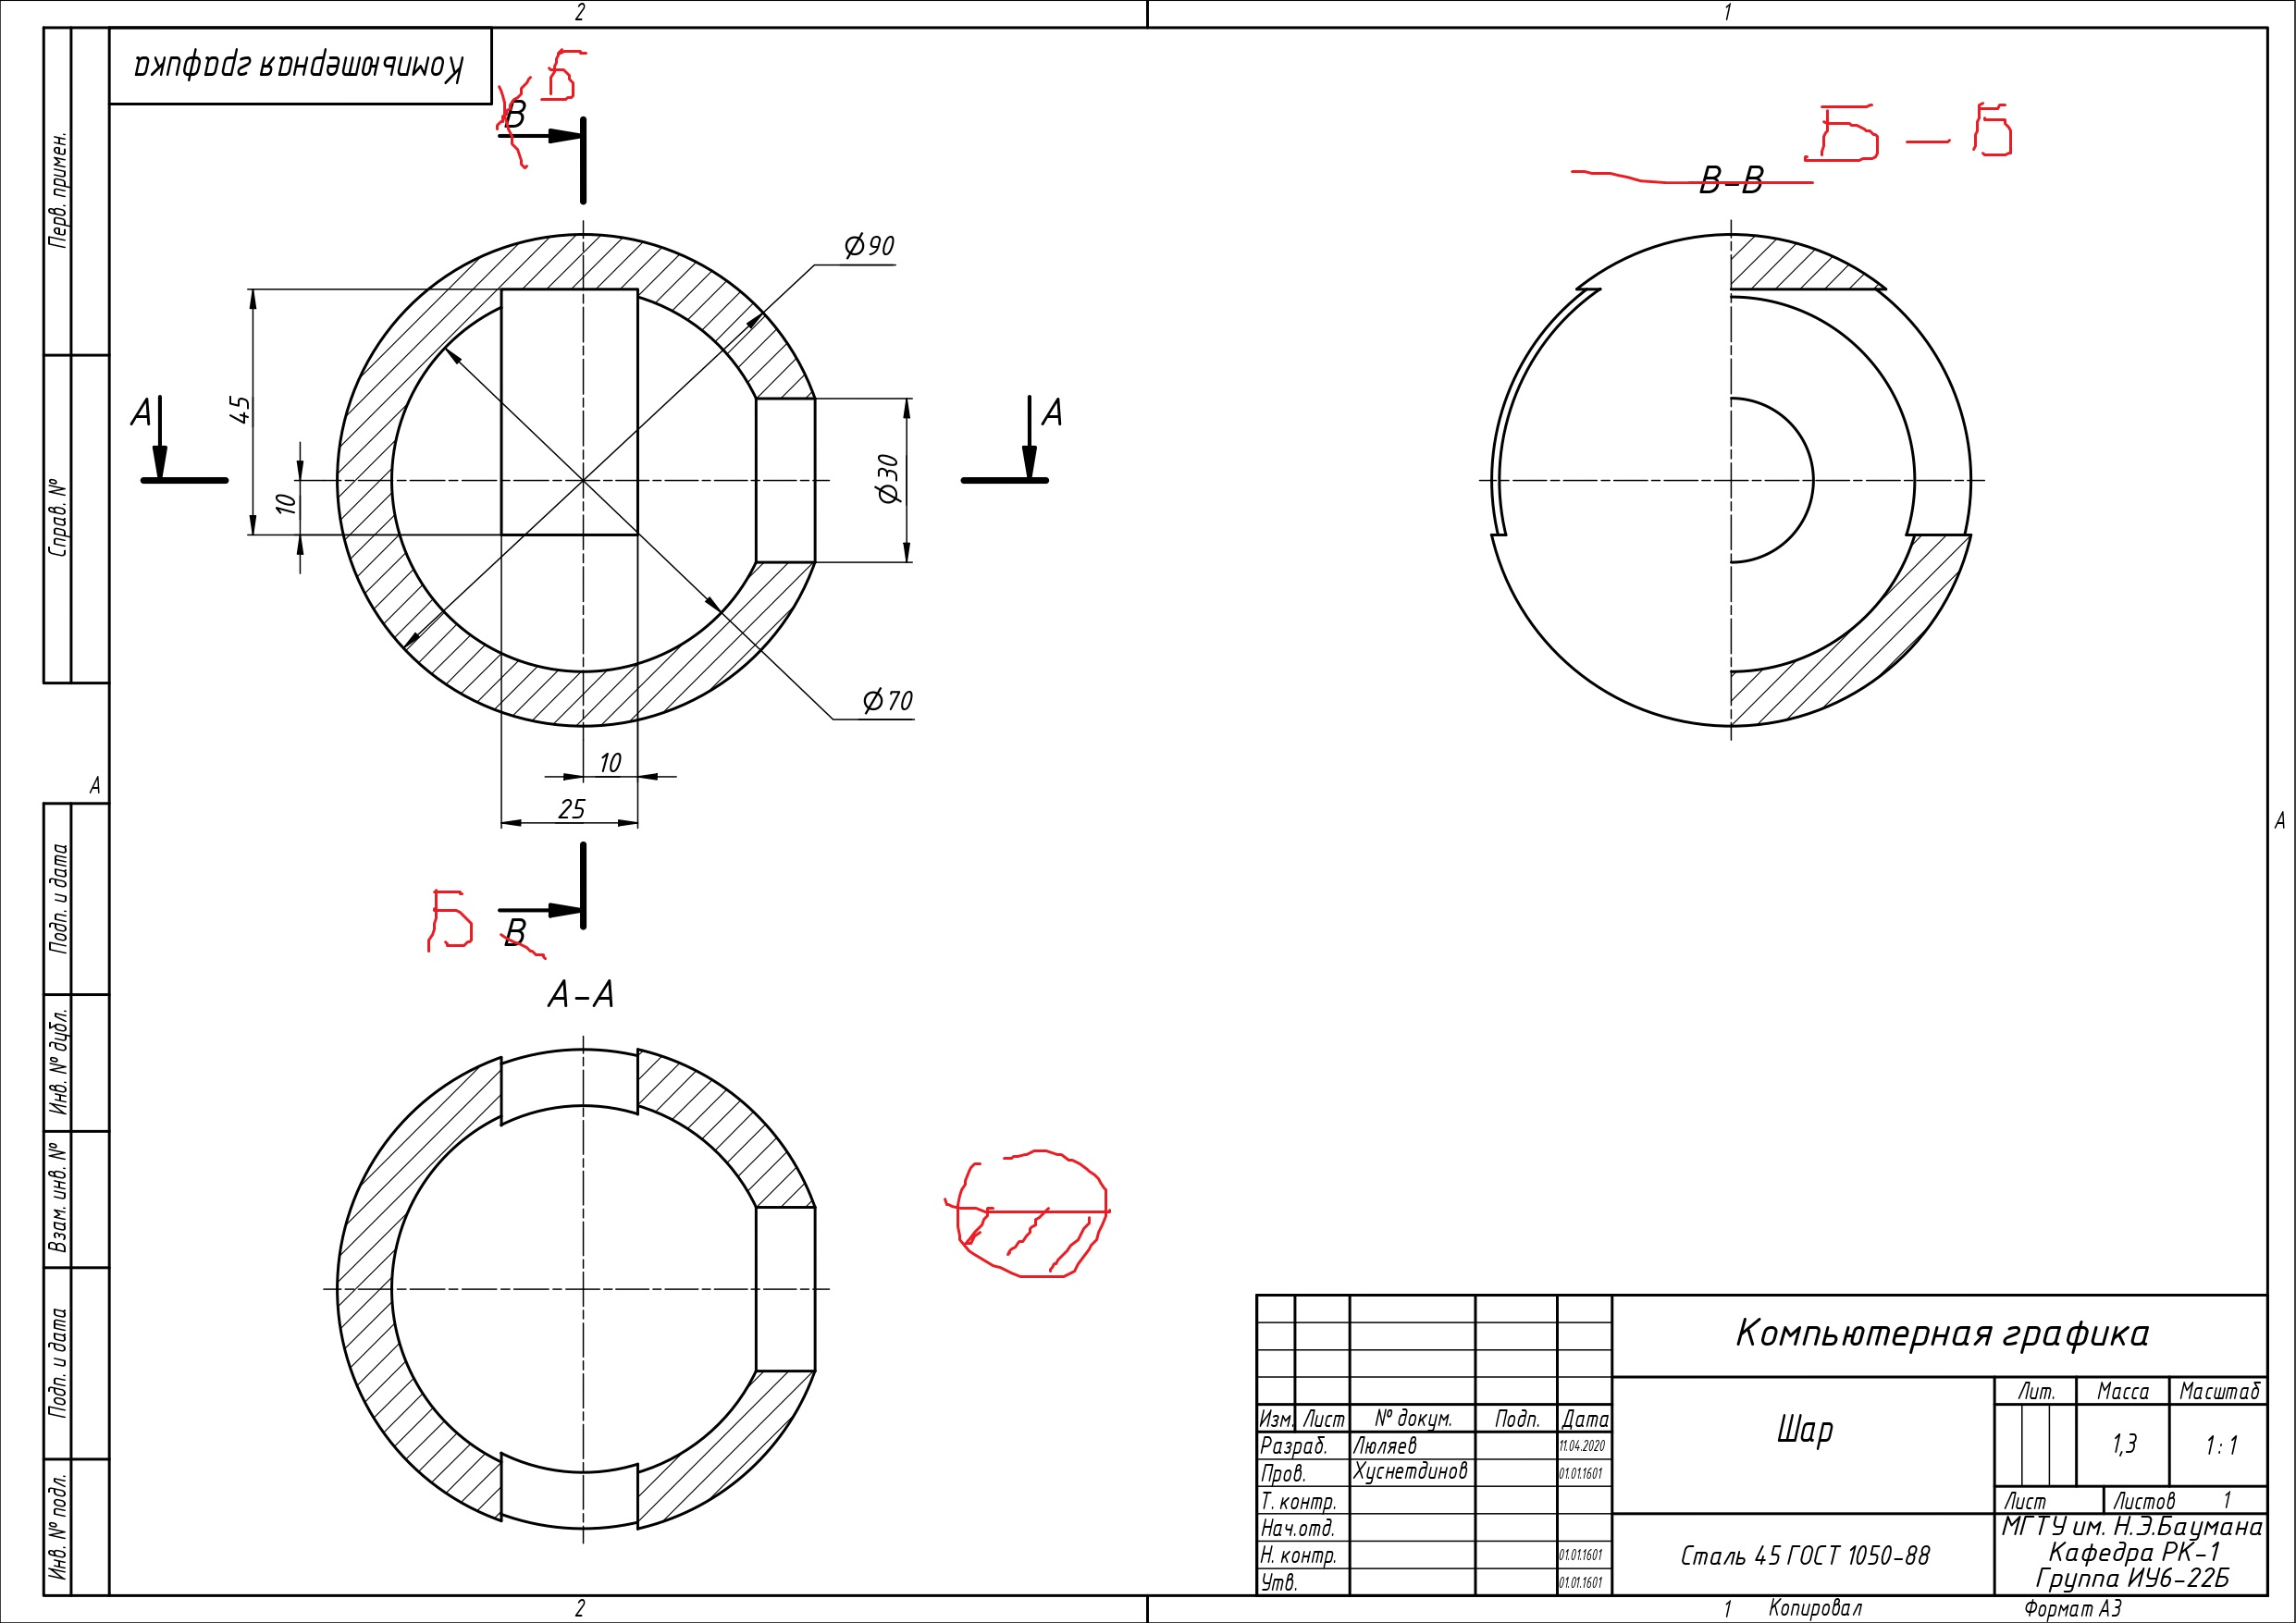 2
1
Компьютерная графика
Перв. примен.
Справ. №
Подп. и дата
Инв. № дубл.
Взам. инв. №
Подп. и дата
Инв. № подл.
А
А
В
Б
Б - Б
В-В
∅90
45
10
∅30
А
А
∅70
10
25
Б
В
А-А
Компьютерная графика
Лит.
Масса
Масштаб
Шар
1,3
1:1
Изм.
Лист
№ докум.
Подп.
Дата
Разраб.
Люляев
11.04.2020
Пров.
Хуснетдинов
01.01.1601
Т. контр.
Лист
Листов 1
Нач.отд.
Н. контр.
01.01.1601
Утв.
01.01.1601
Сталь 45 ГОСТ 1050-88
МГТУ им. Н.Э.Баумана
Кафедра РК-1
Группа ИУ6-22Б
2
1
Копировал
Формат А3